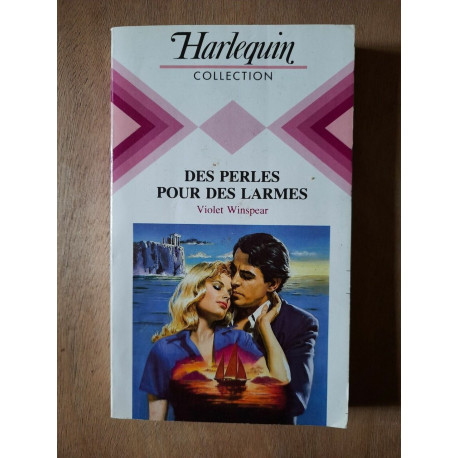 Harlequin
COLLECTION
DES PERLES
POUR DES LARMES
Violet Winspear